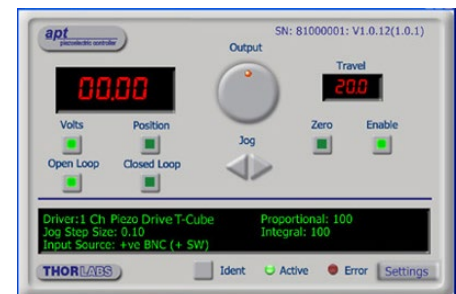 apt
piezoelectric controller
SN: 81000001: V1.0.12(1.0.1)
Output
Travel
00.00
20.0
Volts
Position
Zero
Enable
Jog
Open Loop
Closed Loop
Driver:1 Ch Piezo Drive T-Cube
Proportional: 100
Jog Step Size: 0.10
Integral: 100
Input Source: +ve BNC (+ SW)
THORLABS
Ident
Active
Error
Settings